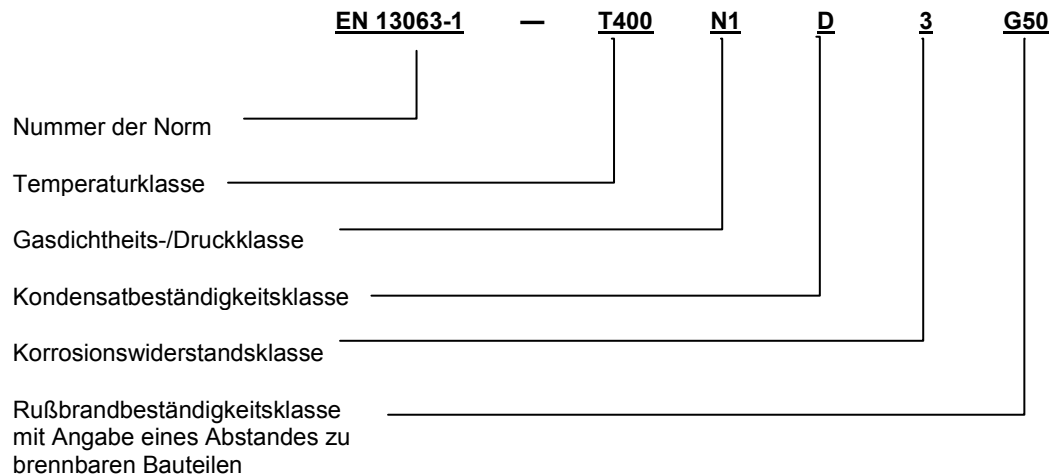 EN 13063-1 — T400 N1 D 3 G50
Nummer der Norm
Temperaturklasse
Gasdichtheits-/Druckklasse
Kondensatbeständigkeitsklasse
Korrosionswiderstandsklasse
Rußbrandbeständigkeitsklasse
mit Angabe eines Abstandes zu
brennbaren Bauteilen